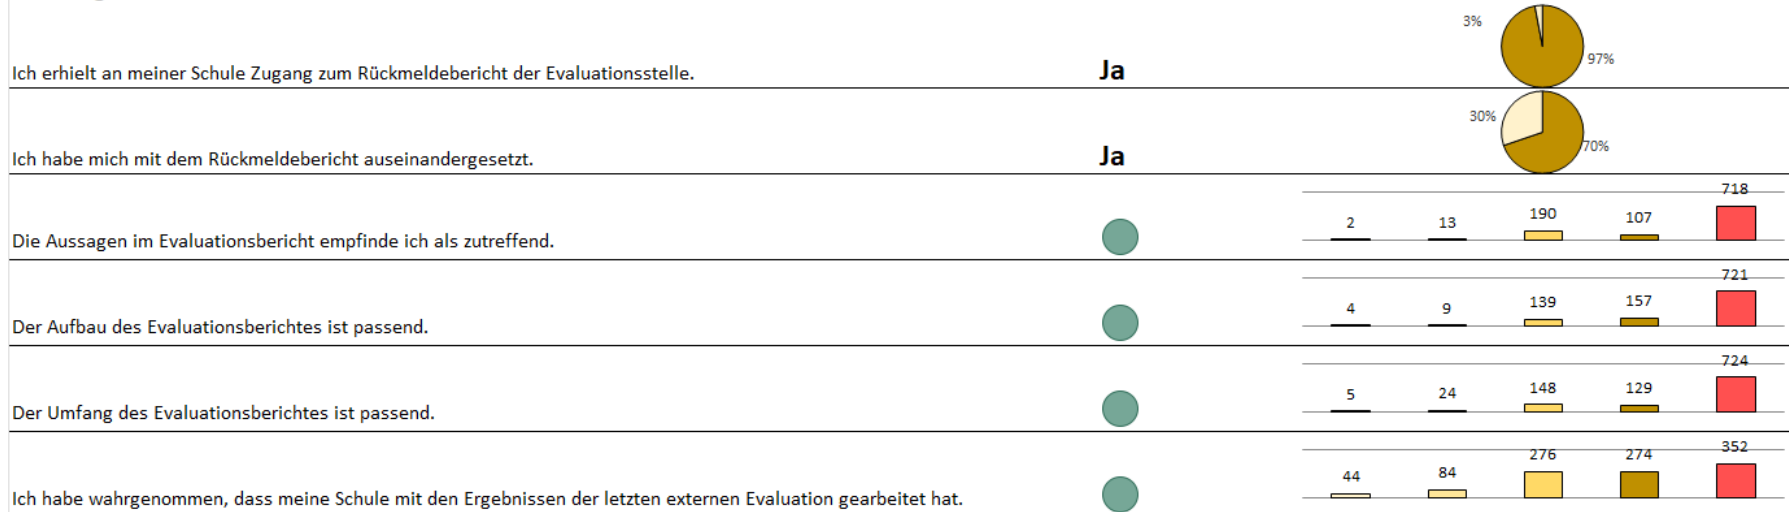 3%
97%
Ich erhielt an meiner Schule Zugang zum Rückmeldebericht der Evaluationsstelle. Ja
30%
70%
Ich habe mich mit dem Rückmeldebericht auseinandergesetzt. Ja
2 13 190 107 718
Die Aussagen im Evaluationsbericht empfinde ich als zutreffend.
4 9 139 157 721
Der Aufbau des Evaluationsberichtes ist passend.
5 24 148 129 724
Der Umfang des Evaluationsberichtes ist passend.
44 84 276 274 352
Ich habe wahrgenommen, dass meine Schule mit den Ergebnissen der letzten externen Evaluation gearbeitet hat.